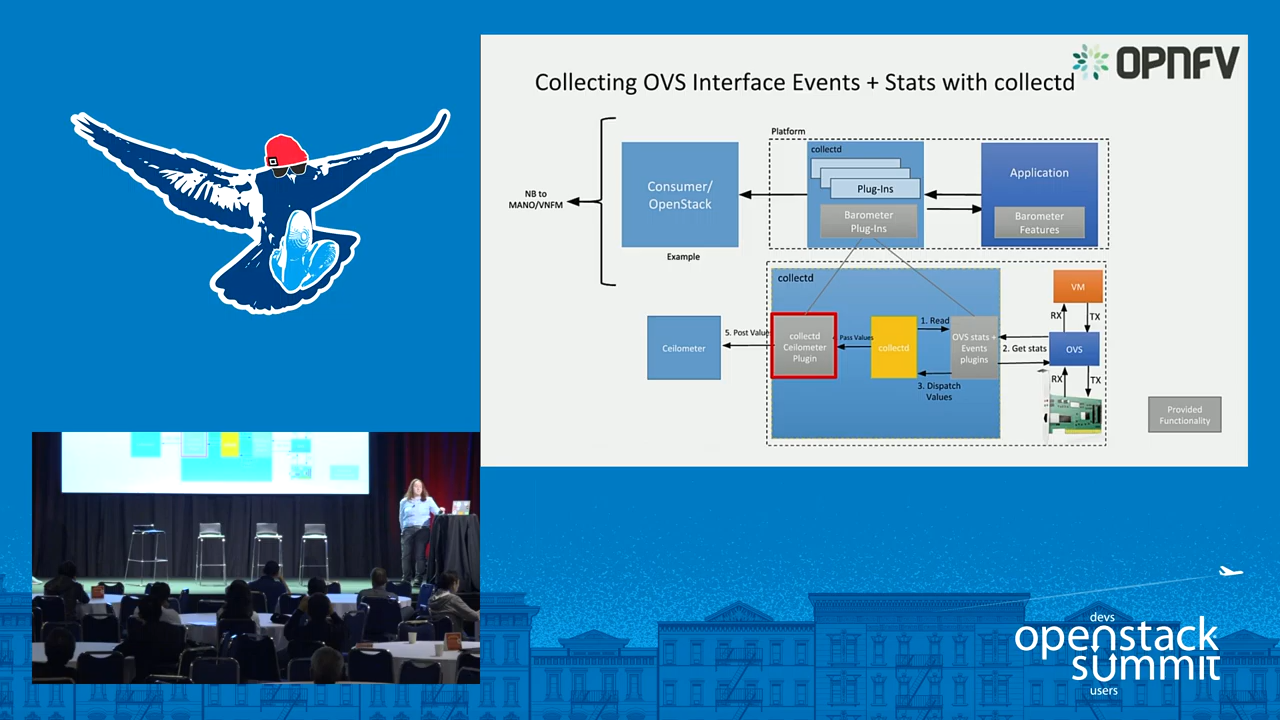 OPNFV
Collecting OVS Interface Events + Stats with collectd
Platform
collectd
Plug-Ins
Barometer
Plug-Ins
Application
Barometer
Features
Consumer/
OpenStack
Example
NB to
MANO/VNFM
collectd
VM
RX
TX
1. Read
5. Post Value
collectd
Ceilometer
Plugin
Pass Values
collectd
OVS stats +
Events
plugins
2. Get stats
OVS
Ceilometer
3. Dispatch
Values
RX
TX
Provided
Functionality
devs
openstack
summit
users